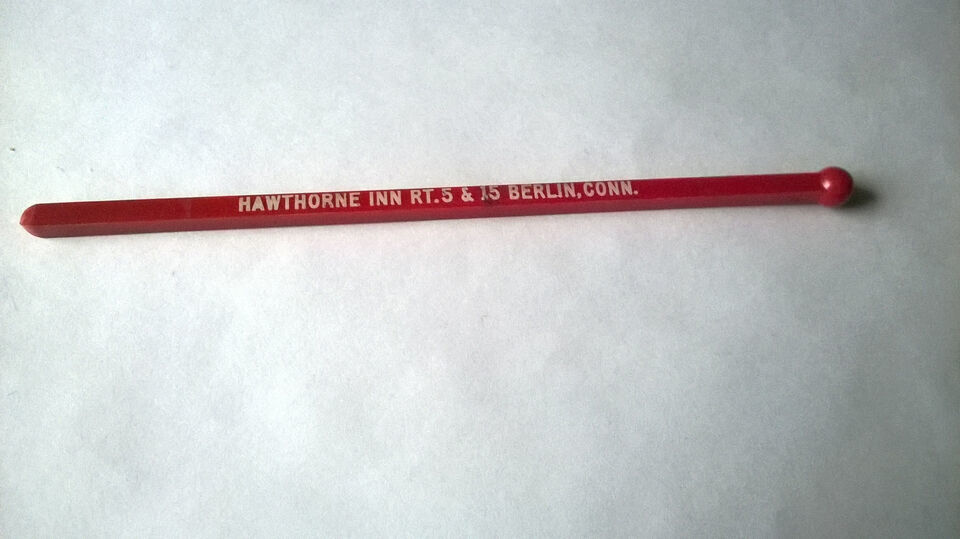 HAWTHORNE INN RT.5 & 15 BERLIN, CONN.